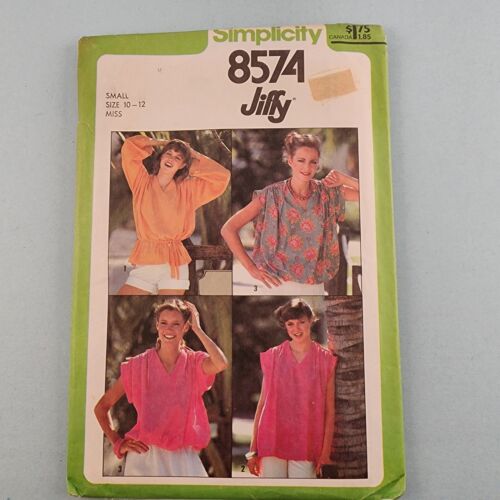 Simplicity
$1.75
CANADA 1.85
8574
Jiffy®
SMALL
SIZE 10-12
MISS
1
3
3
2